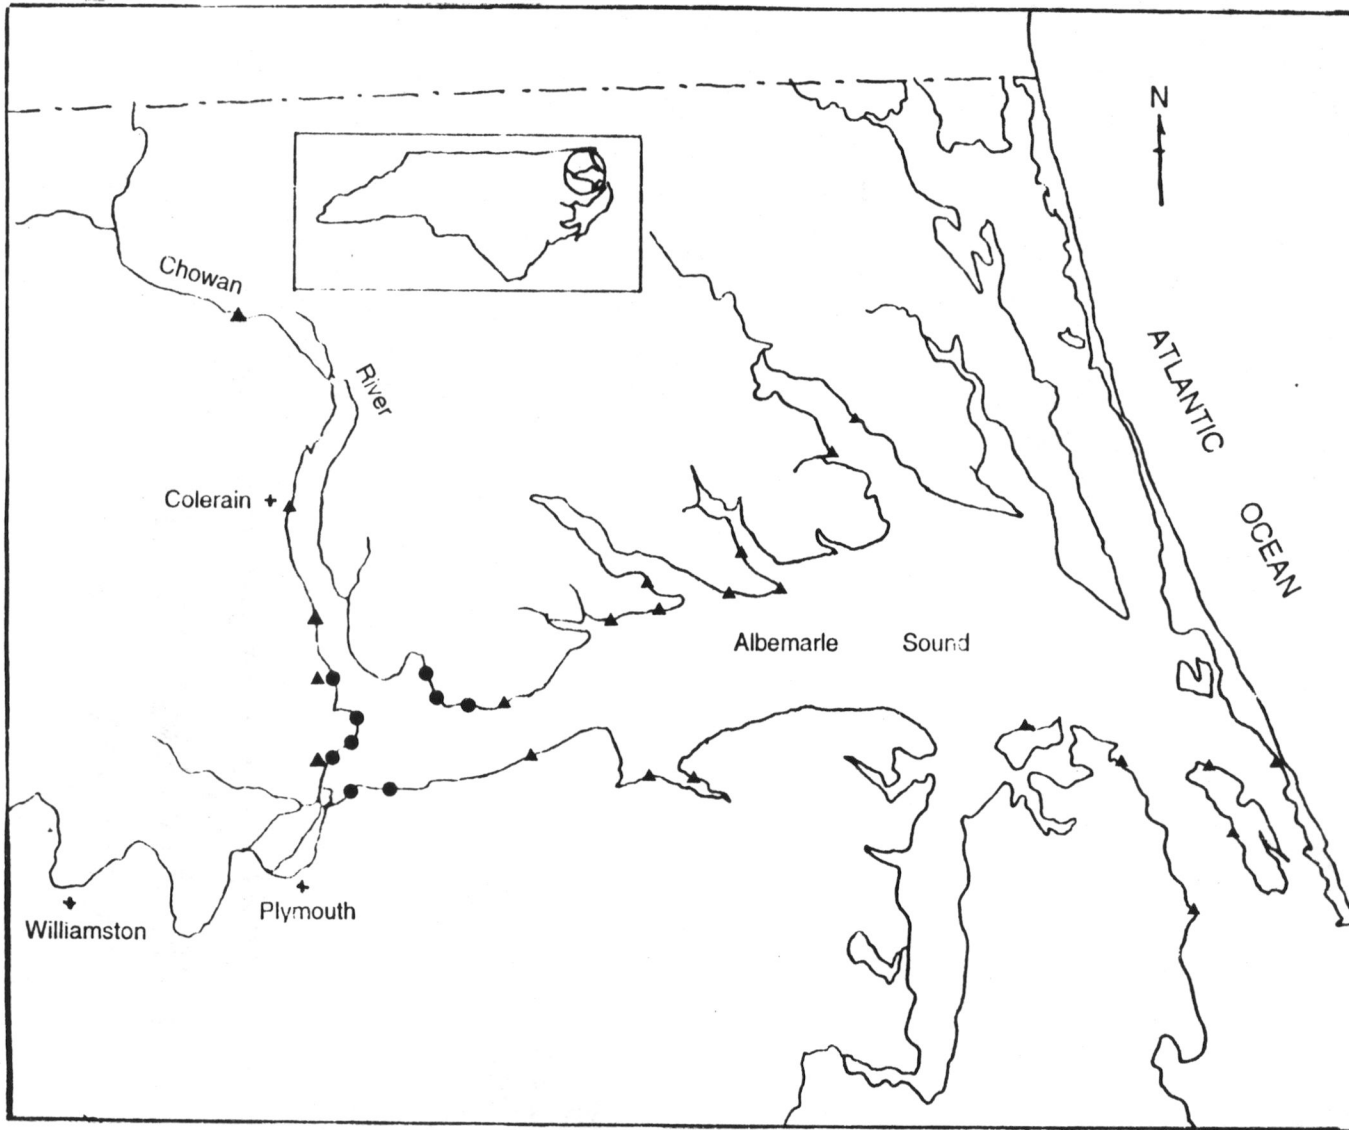 N
Chowan
River
ATLANTIC
OCEAN
Colerain
Albemarle Sound
Plymouth
Williamston